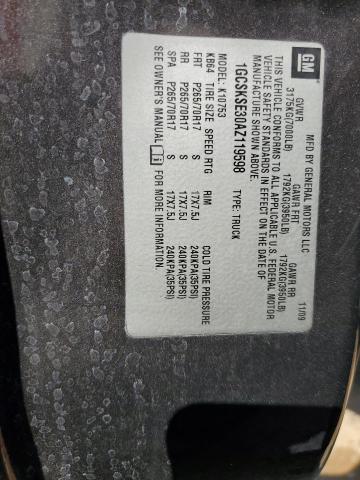 GM
MFD BY GENERAL MOTORS LLC 11/09
GVWR GAWR FRT GAWR RR
3175KG(7000LB) 1792KG(3950LB) 1792KG(3950LB)
THIS VEHICLE CONFORMS TO ALL APPLICABLE U.S. FEDERAL MOTOR
VEHICLE SAFETY STANDARDS IN EFFECT ON THE DATE OF
MANUFACTURE SHOWN ABOVE.
1GCSKSE30AZ119598 TYPE: TRUCK
MODEL: K10753
KB64 TIRE SIZE SPEED RTG RIM COLD TIRE PRESSURE
FRT P265/70R17 S 17X7.5J 240KPA(35PSI)
RR P265/70R17 S 17X7.5J 240KPA(35PSI)
SPA P265/70R17 S 17X7.5J 240KPA(35PSI)
SEE OWNER'S MANUAL FOR MORE INFORMATION.